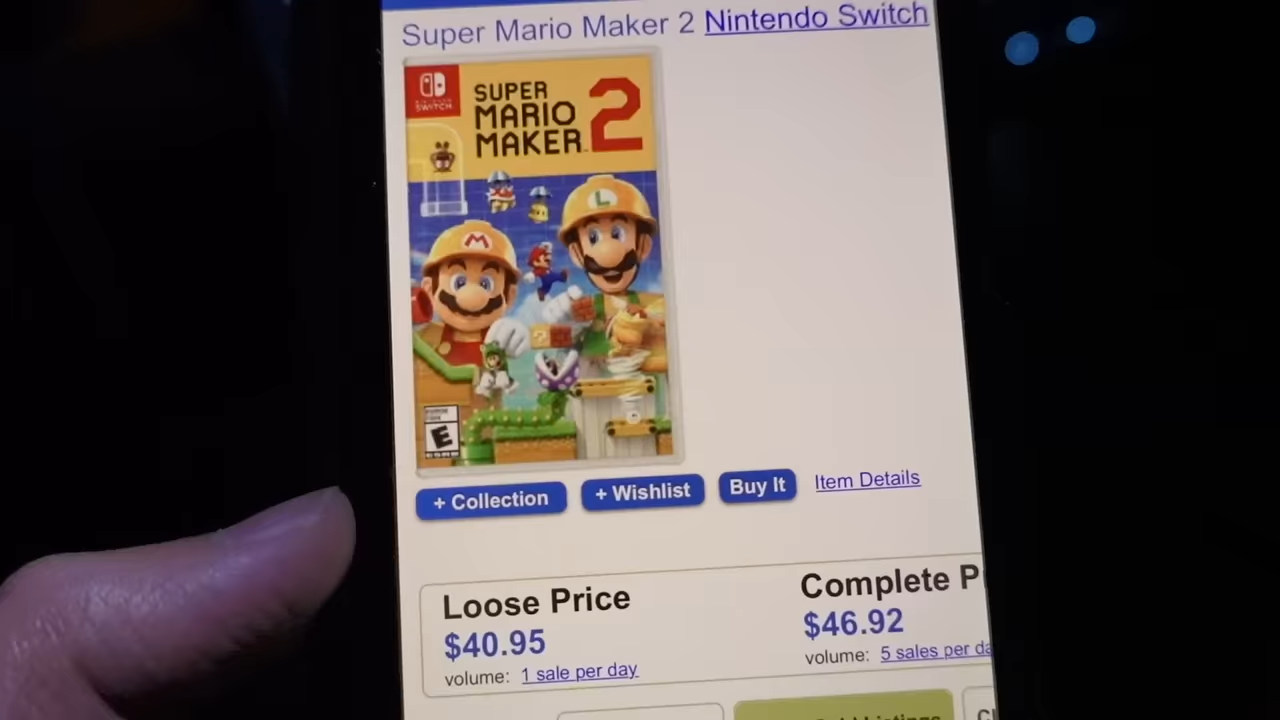 Super Mario Maker 2 Nintendo Switch
SWITCH
SUPER
MARIO
MAKER 2
L
M
E
+ Collection
+ Wishlist
Buy It
Item Details
Loose Price
$40.95
volume: 1 sale per day
Complete P
$46.92
volume: 5 sales per da